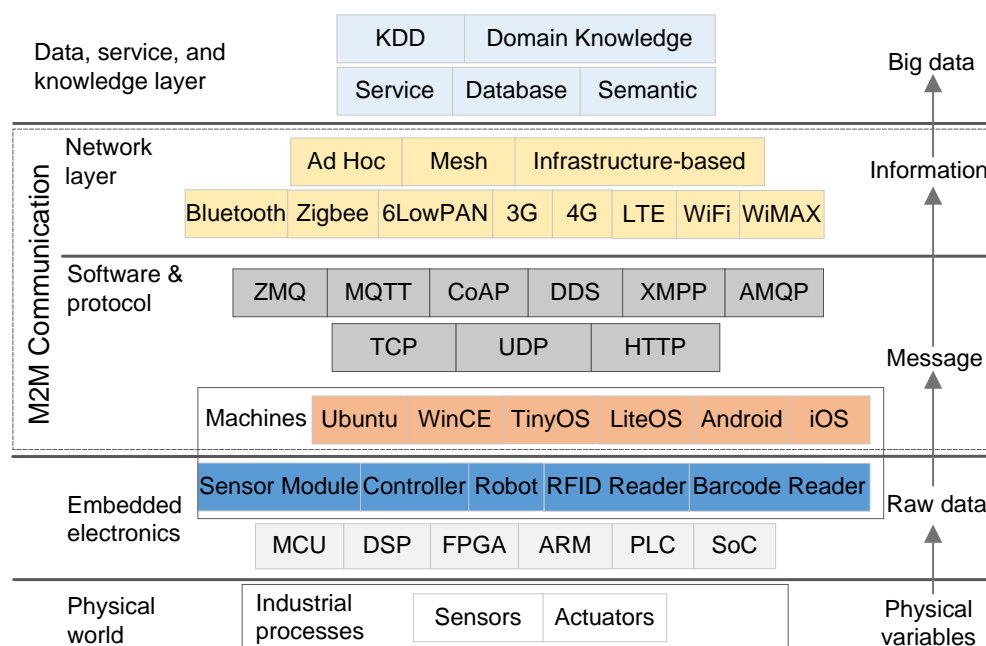 Data, service, and
knowledge layer
KDD Domain Knowledge
Service Database Semantic
Big data
M2M Communication
Network
layer
Ad Hoc Mesh Infrastructure-based
Bluetooth Zigbee 6LowPAN 3G 4G LTE WiFi WiMAX
Information
Software &
protocol
ZMQ MQTT CoAP DDS XMPP AMQP
TCP UDP HTTP
Message
Machines Ubuntu WinCE TinyOS LiteOS Android iOS
Embedded
electronics
Sensor Module Controller Robot RFID Reader Barcode Reader
MCU DSP FPGA ARM PLC SoC
Raw data
Physical
world
Industrial
processes
Sensors Actuators
Physical
variables